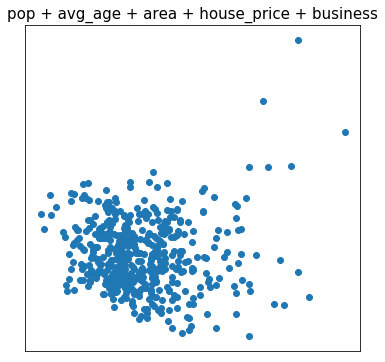 pop + avg_age + area + house_price + business